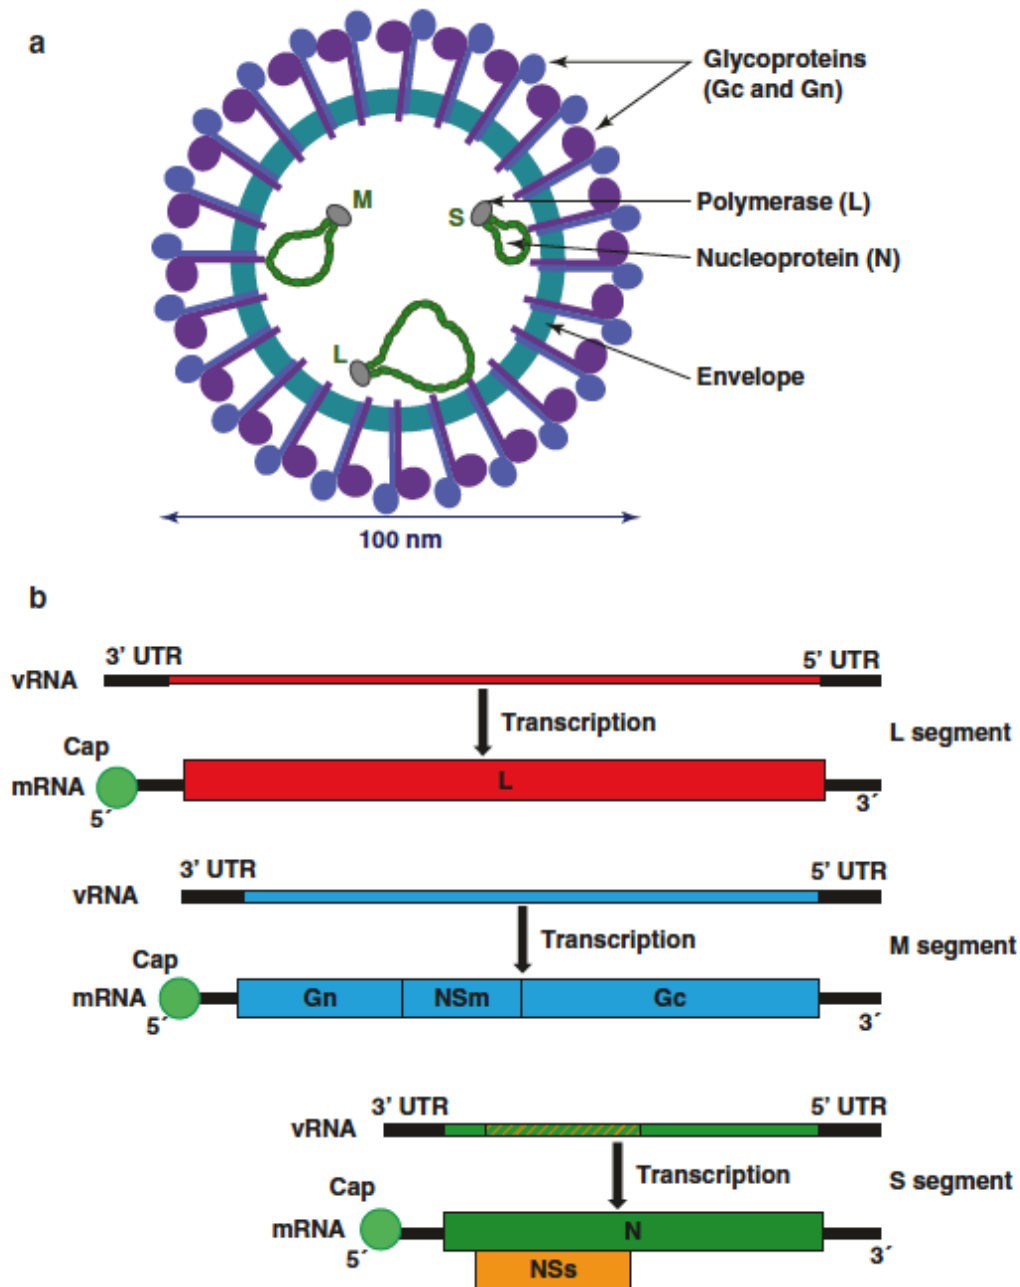 a
Glycoproteins
(Gc and Gn)
M
S
Polymerase (L)
Nucleoprotein (N)
L
Envelope
100 nm
b
3’ UTR
5’ UTR
vRNA
Transcription
L segment
Cap
mRNA
L
5´
3´
3’ UTR
5’ UTR
vRNA
Transcription
M segment
Cap
mRNA
Gn
NSm
Gc
5´
3´
3’ UTR
5’ UTR
vRNA
Transcription
S segment
Cap
mRNA
N
5´
3´
NSs